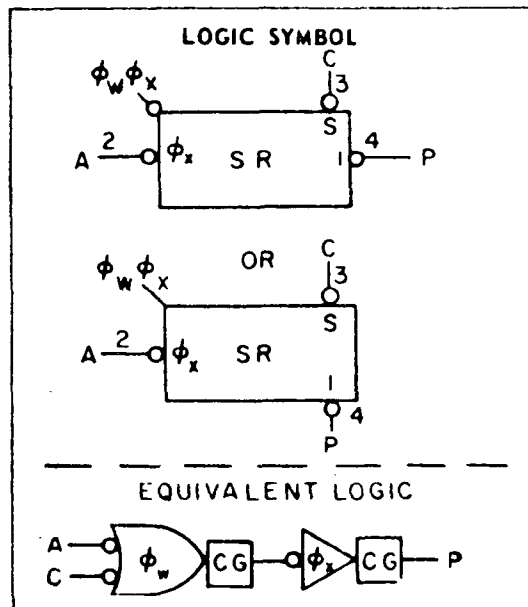 LOGIC SYMBOL
ϕw ϕx
C
3
S
A 2 ϕx SR 1 4 P
OR
ϕw ϕx
C
3
S
A 2 ϕx SR
1
4
P
EQUIVALENT LOGIC
A
C
ϕw CG ϕx CG P